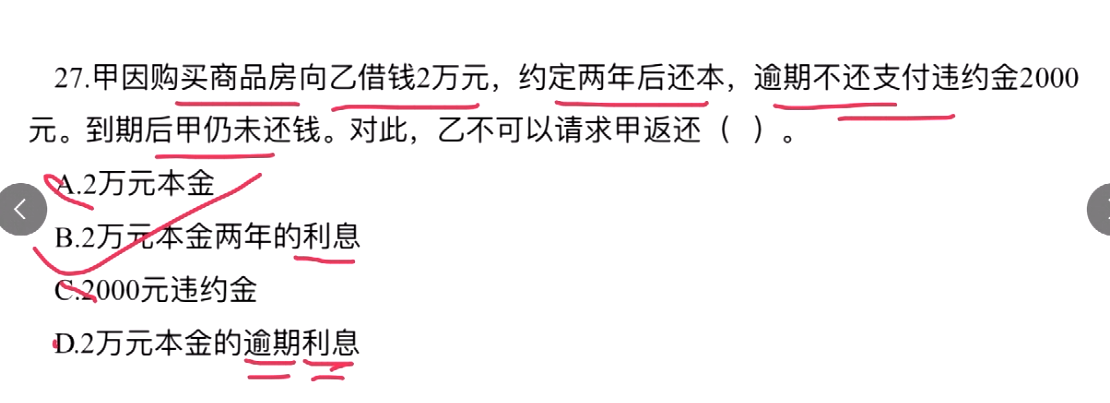 27.甲因购买商品房向乙借钱2万元，约定两年后还本，逾期不还支付违约金2000
元。到期后甲仍未还钱。对此，乙不可以请求甲返还（ ）。
A.2万元本金
B.2万元本金两年的利息
C.2000元违约金
D.2万元本金的逾期利息